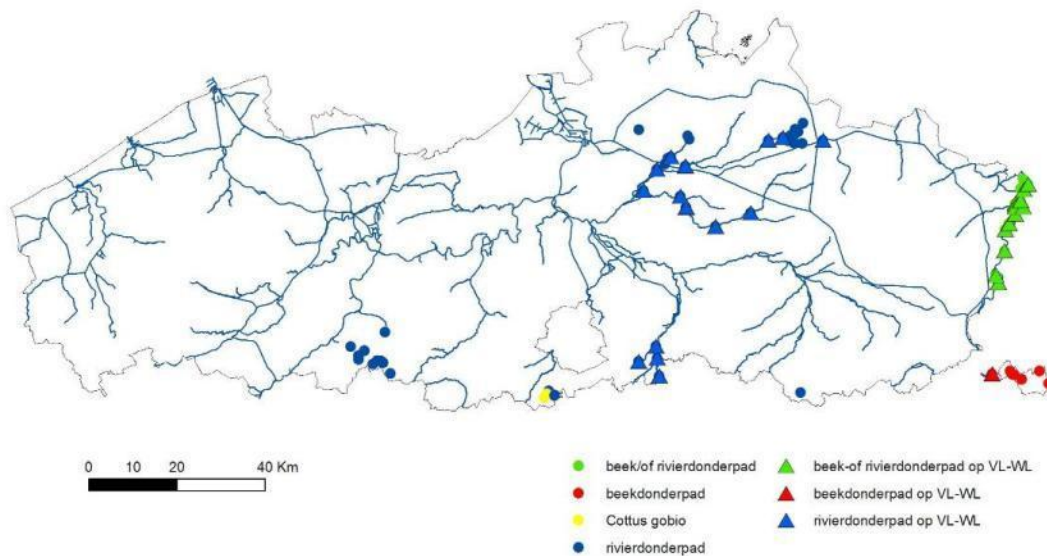 0 10 20 40 Km
beek/of rivierdonderpad
beekdonderpad
Cottus gobio
rivierdonderpad
beek-of rivierdonderpad op VL-WL
beekdonderpad op VL-WL
rivierdonderpad op VL-WL